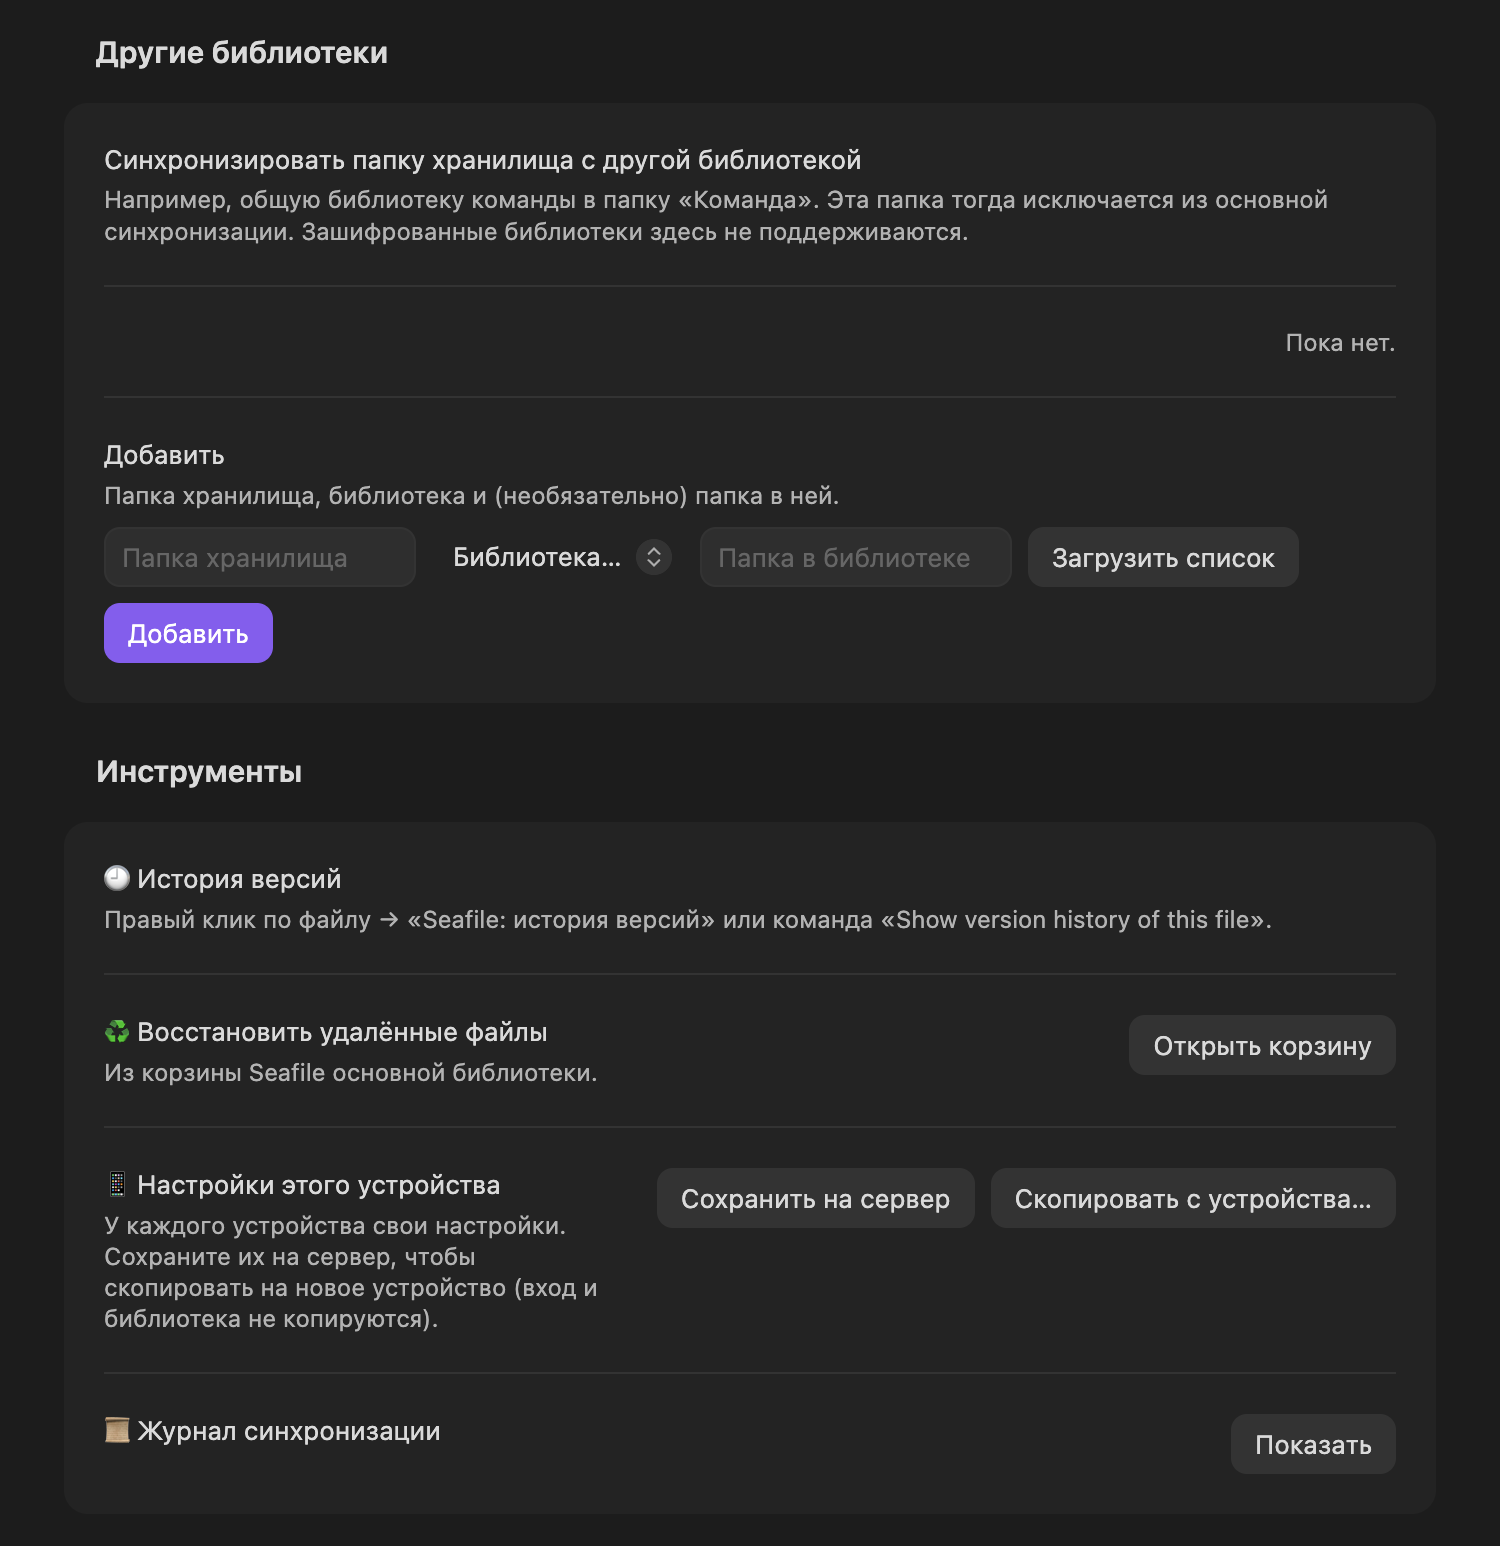 Другие библиотеки
Синхронизировать папку хранилища с другой библиотекой
Например, общую библиотеку команды в папку «Команда». Эта папка тогда исключается из основной
синхронизации. Зашифрованные библиотеки здесь не поддерживаются.
Пока нет.
Добавить
Папка хранилища, библиотека и (необязательно) папка в ней.
Папка хранилища
Библиотека...
Папка в библиотеке
Загрузить список
Добавить
Инструменты
История версий
Правый клик по файлу → «Seafile: история версий» или команда «Show version history of this file».
Восстановить удалённые файлы
Из корзины Seafile основной библиотеки.
Открыть корзину
Настройки этого устройства
У каждого устройства свои настройки.
Сохраните их на сервер, чтобы
скопировать на новое устройство (вход и
библиотека не копируются).
Сохранить на сервер
Скопировать с устройства...
Журнал синхронизации
Показать